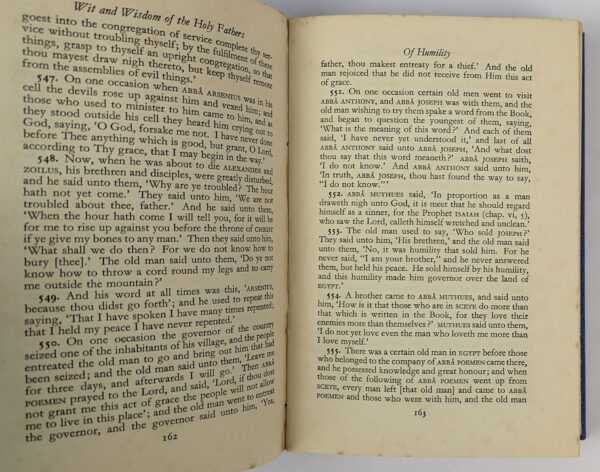 Wit and Wisdom of the Holy Fathers
goest into the congregation of service complete thy ser-
vice without troubling thyself; by the fulfilment of these
things, grasp to thyself an upright congregation, so that
thou mayest draw nigh thereto, but keep thyself remote
from the assemblies of evil things.'
547. On one occasion when ABBÂ ARSENIUS was in his
cell the devils rose up against him and vexed him; and
those who used to minister to him came to him, and as
they stood outside his cell they heard him crying out to
God, saying, 'O God, forsake me not. I have never done
before Thee anything which is good, but grant, O Lord,
according to Thy grace, that I may begin in the way.'
548. Now, when he was about to die ALEXANDER and
ZOILUS, his brethren and disciples, were greatly disturbed,
and he said unto them, 'Why are ye troubled? The hour
hath not yet come.' They said unto him, 'We are not
troubled about thee, father.' And he said unto them,
'When the hour hath come I will tell you, for it will be
for me to rise up against you before the throne of CHRIST
if ye give my bones to any man.' Then they said unto him,
'What shall we do then? For we do not know how to
bury [thee].' The old man said unto them, 'Do ye not
know how to throw a cord round my legs and to carry
me outside the mountain?'
549. And his word at all times was this, 'ARSENIUS,
because thou didst go forth'; and he used to repeat this
saying, 'That I have spoken I have many times repented;
that I held my peace I have never repented.'
550. On one occasion the governor of the country
seized one of the inhabitants of his village, and the people
entreated the old man to go and bring out him that had
been seized; and the old man said unto them, 'Leave me
for three days, and afterwards I will go.' Then ABBÂ
POEMEN prayed to the Lord, and said, 'Lord, if thou dost
not grant me this act of grace the people will not allow
me to live in this place'; and the old man went to entreat
the governor, and the governor said unto him, 'Yes,
162
Of Humility
father, thou makest entreaty for a thief.' And the old
man rejoiced that he did not receive from Him this act
of grace.
551. On one occasion certain old men went to visit
ABBÂ ANTHONY, and ABBÂ JOSEPH was with them, and the
old man wishing to try them spake a word from the Book,
and began to question the youngest of them, saying,
'What is the meaning of this word?' And each of them
said, 'I have never yet understood it,' and last of all
ABBÂ ANTHONY said unto ABBÂ JOSEPH, 'And what dost
thou say that this word meaneth?' ABBÂ JOSEPH saith,
'I do not know.' And ABBÂ ANTHONY said unto him,
'In truth, ABBÂ JOSEPH, thou hast found the way to say,
"I do not know."'
552. ABBÂ MUTHUES said, 'In proportion as a man
draweth nigh unto God, it is meet that he should regard
himself as a sinner, for the Prophet ISAIAH (chap. vi, 5),
who saw the Lord, calleth himself wretched and unclean.'
553. The old man used to say, 'Who sold JOSEPH?'
They said unto him, 'His brethren,' and the old man said
unto them, 'No, it was humility that sold him. For he
never said, "I am your brother," and he never answered
them, but held his peace. He sold himself by his humility,
and this humility made him governor over the land of
EGYPT.'
554. A brother came to ABBÂ MUTHUES, and said unto
him, 'How is it that those who are in SCETE do more than
that which is written in the Book, for they love their
enemies more than themselves?' MUTHUES said unto them,
'I do not yet love even the man who loveth me more than
I love myself.'
555. There was a certain old man in EGYPT before those
who belonged to the company of ABBÂ POEMEN came there,
and he possessed knowledge and great honour; and when
those of the following of ABBÂ POEMEN went up from
SCETE, every man left [that old man] and came to ABBÂ
POEMEN and those who were with him, and the old man
163